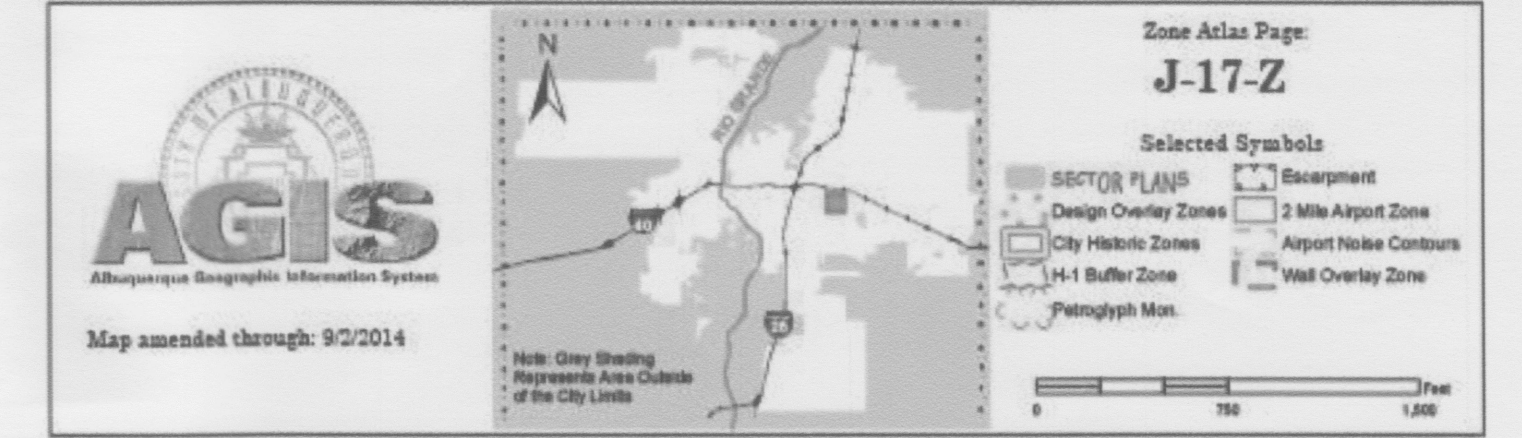 CITY OF ALBUQUERQUE
AGIS
Albuquerque Geographic Information System
Map amended through: 9/2/2014
N
RIO GRANDE
40
25
Note: Grey Shading
Represents Area Outside
of the City Limits
Zone Atlas Page:
J-17-Z
Selected Symbols
SECTOR PLANS
Escarpment
Design Overlay Zones
2 Mile Airport Zone
City Historic Zones
Airport Noise Contours
H-1 Buffer Zone
Wall Overlay Zone
Petroglyph Mon.
Feet
0 750 1,500